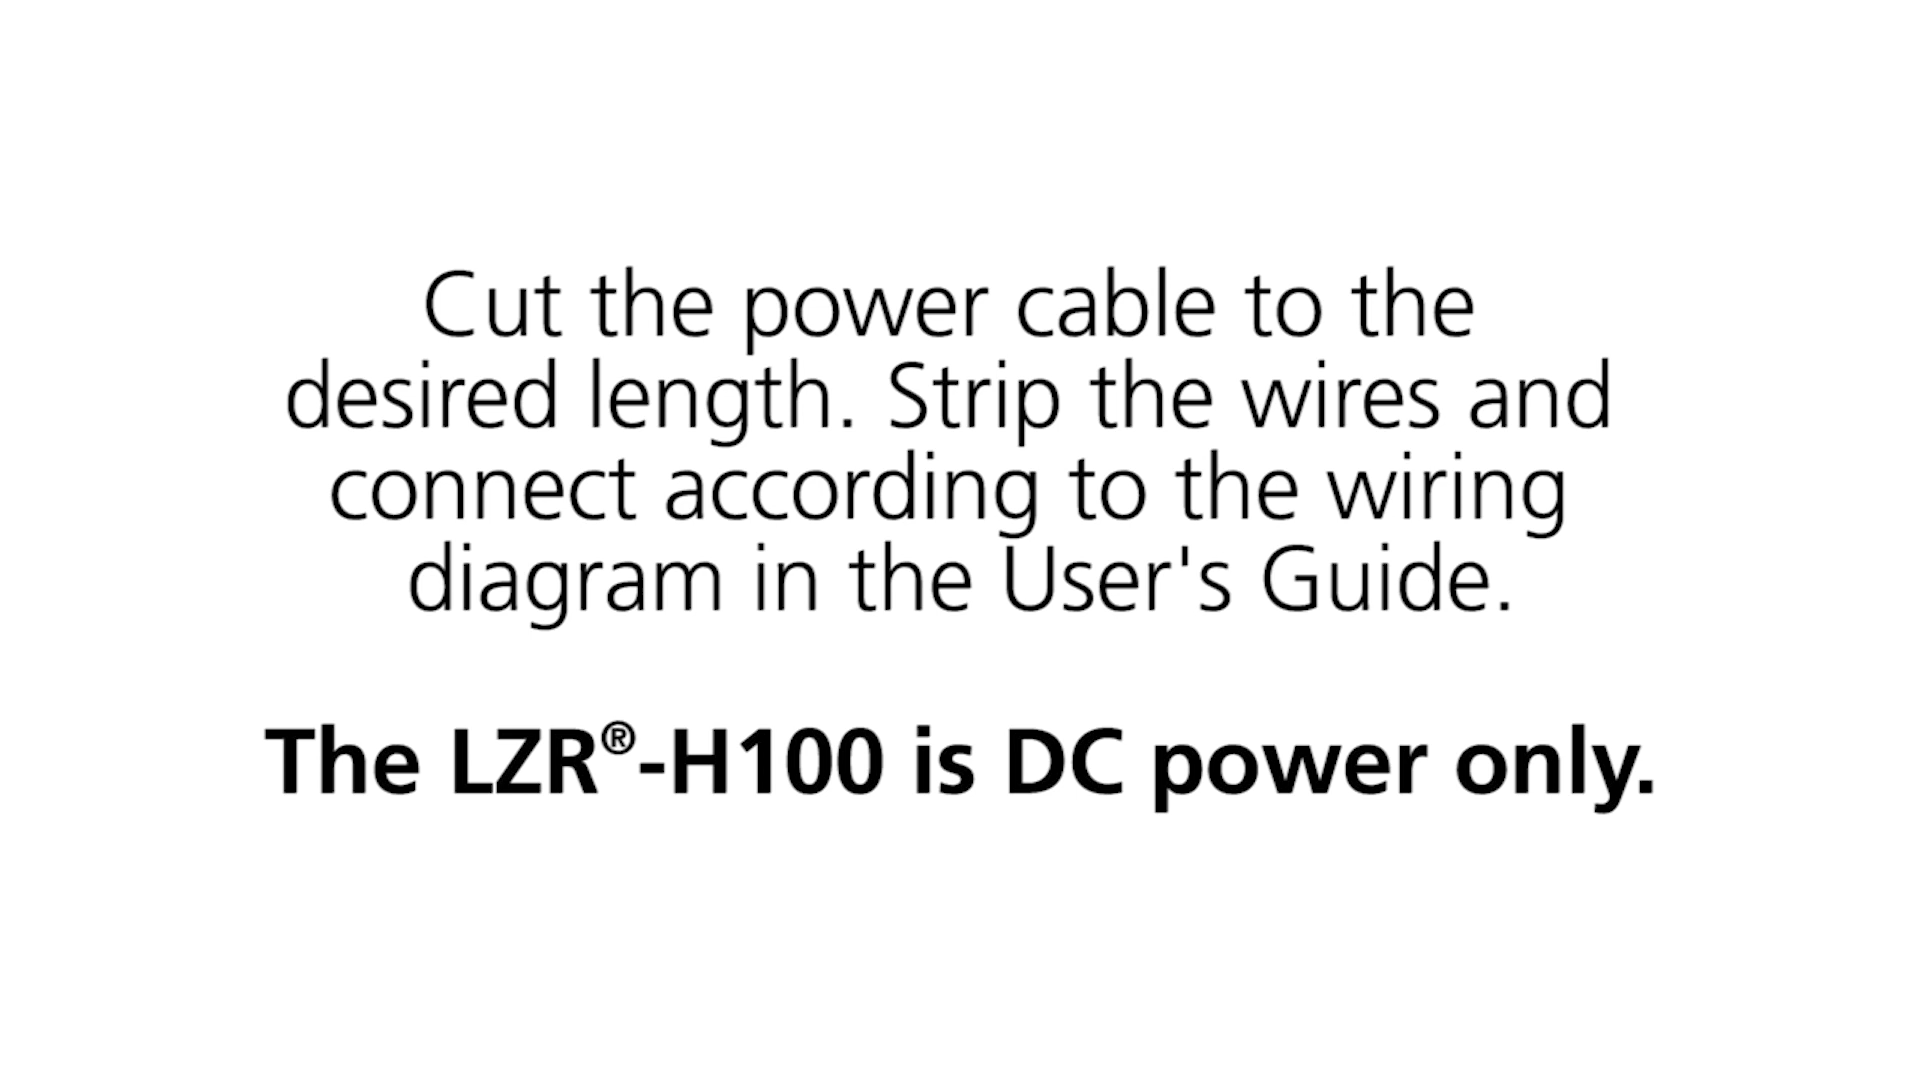 Cut the power cable to the
desired length. Strip the wires and
connect according to the wiring
diagram in the User's Guide.
The LZR®-H100 is DC power only.